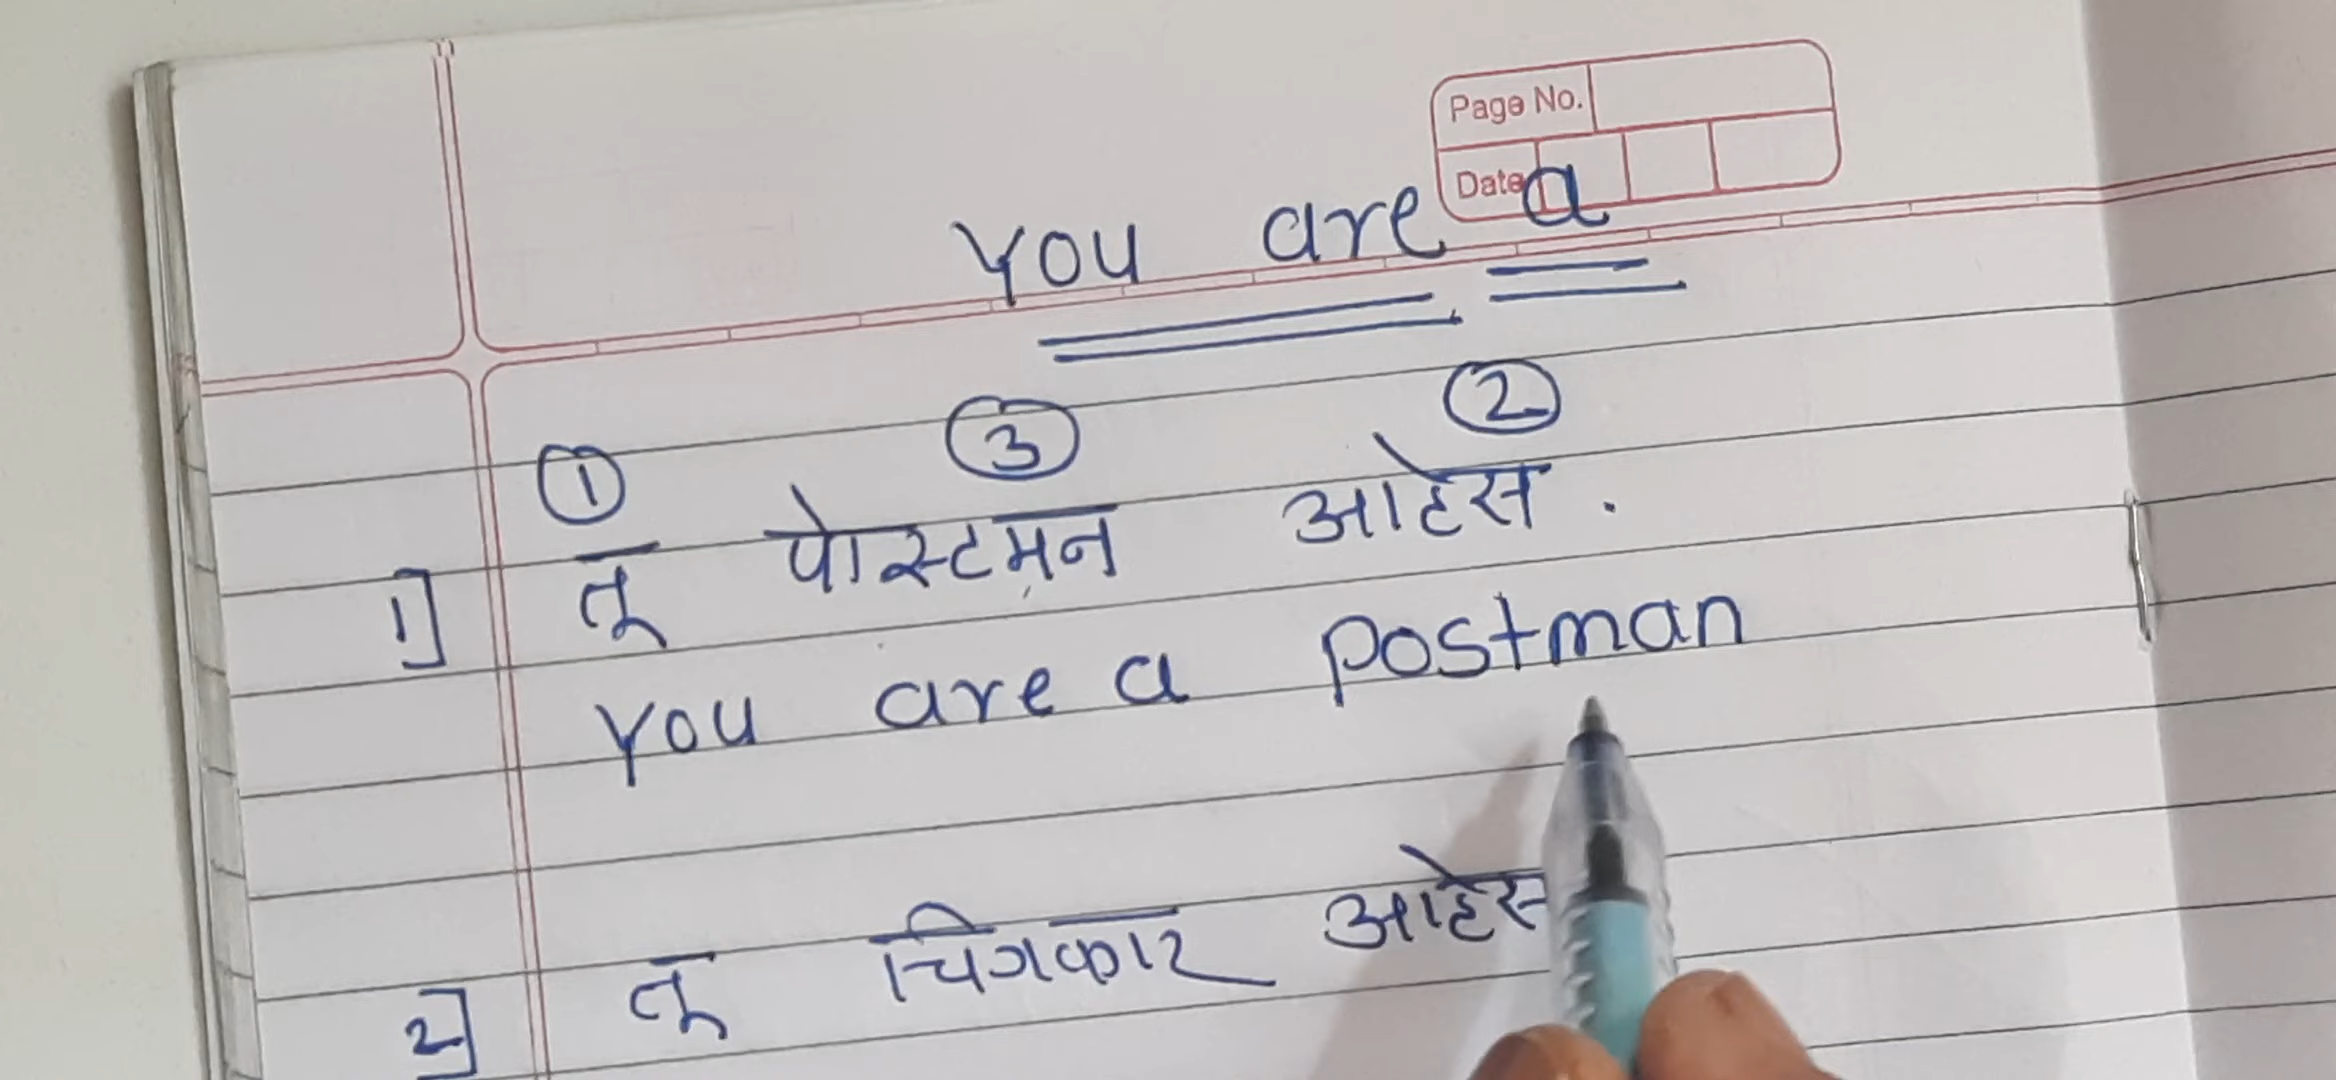 Page No.
Date
You are a
① ③ ②
1] तू पोस्टमन आहेस .
You are a postman
2] तू चित्रकार आहेस